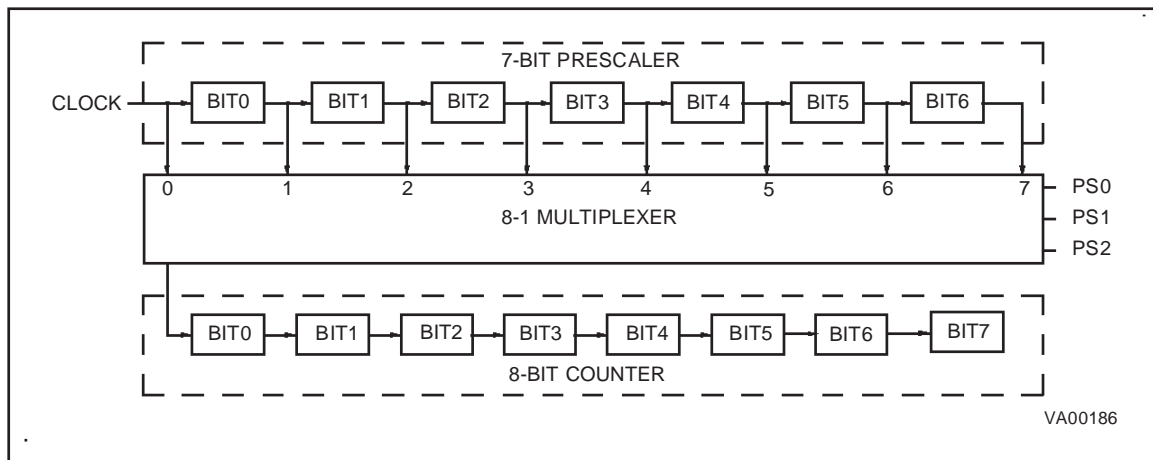 7-BIT PRESCALER
CLOCK BIT0 BIT1 BIT2 BIT3 BIT4 BIT5 BIT6
0 1 2 3 4 5 6 7 PS0
8-1 MULTIPLEXER PS1
PS2
BIT0 BIT1 BIT2 BIT3 BIT4 BIT5 BIT6 BIT7
8-BIT COUNTER
VA00186